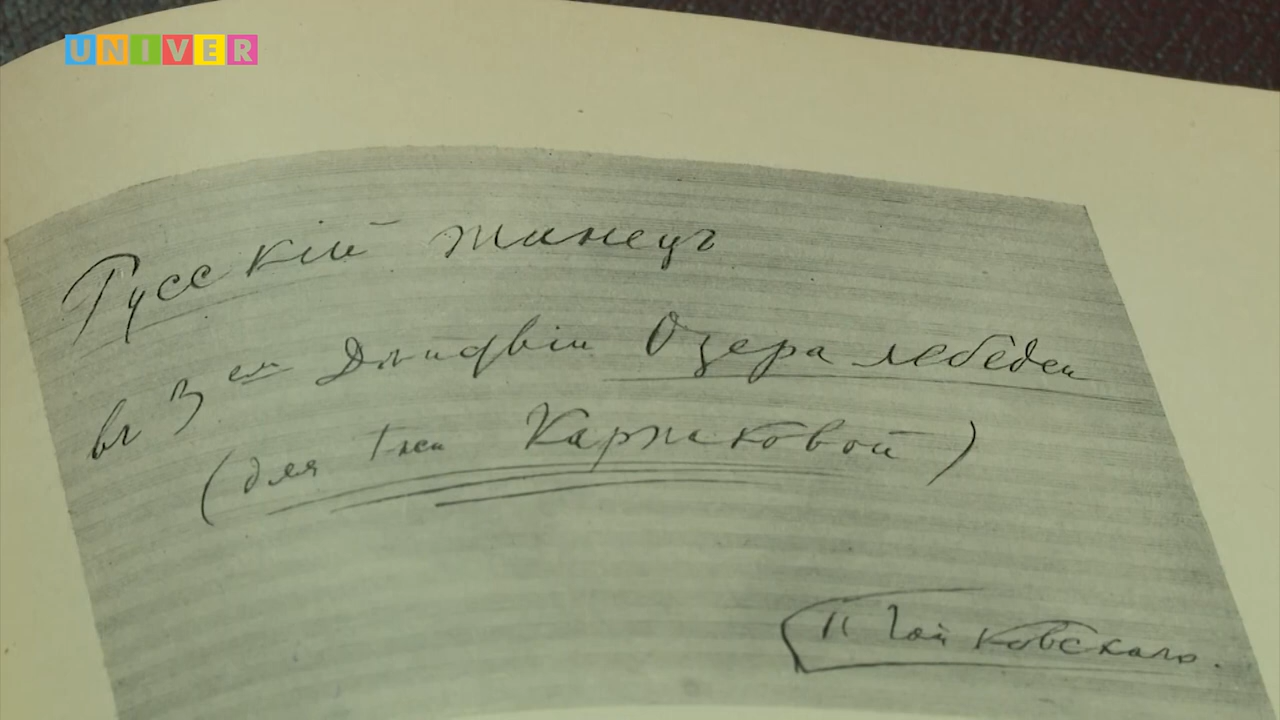 UNIVER
Русскій танецъ
въ 3ем дѣйствіи Озера лебедей
(для Г-жи Карпаковой)
П Чайковскаго.